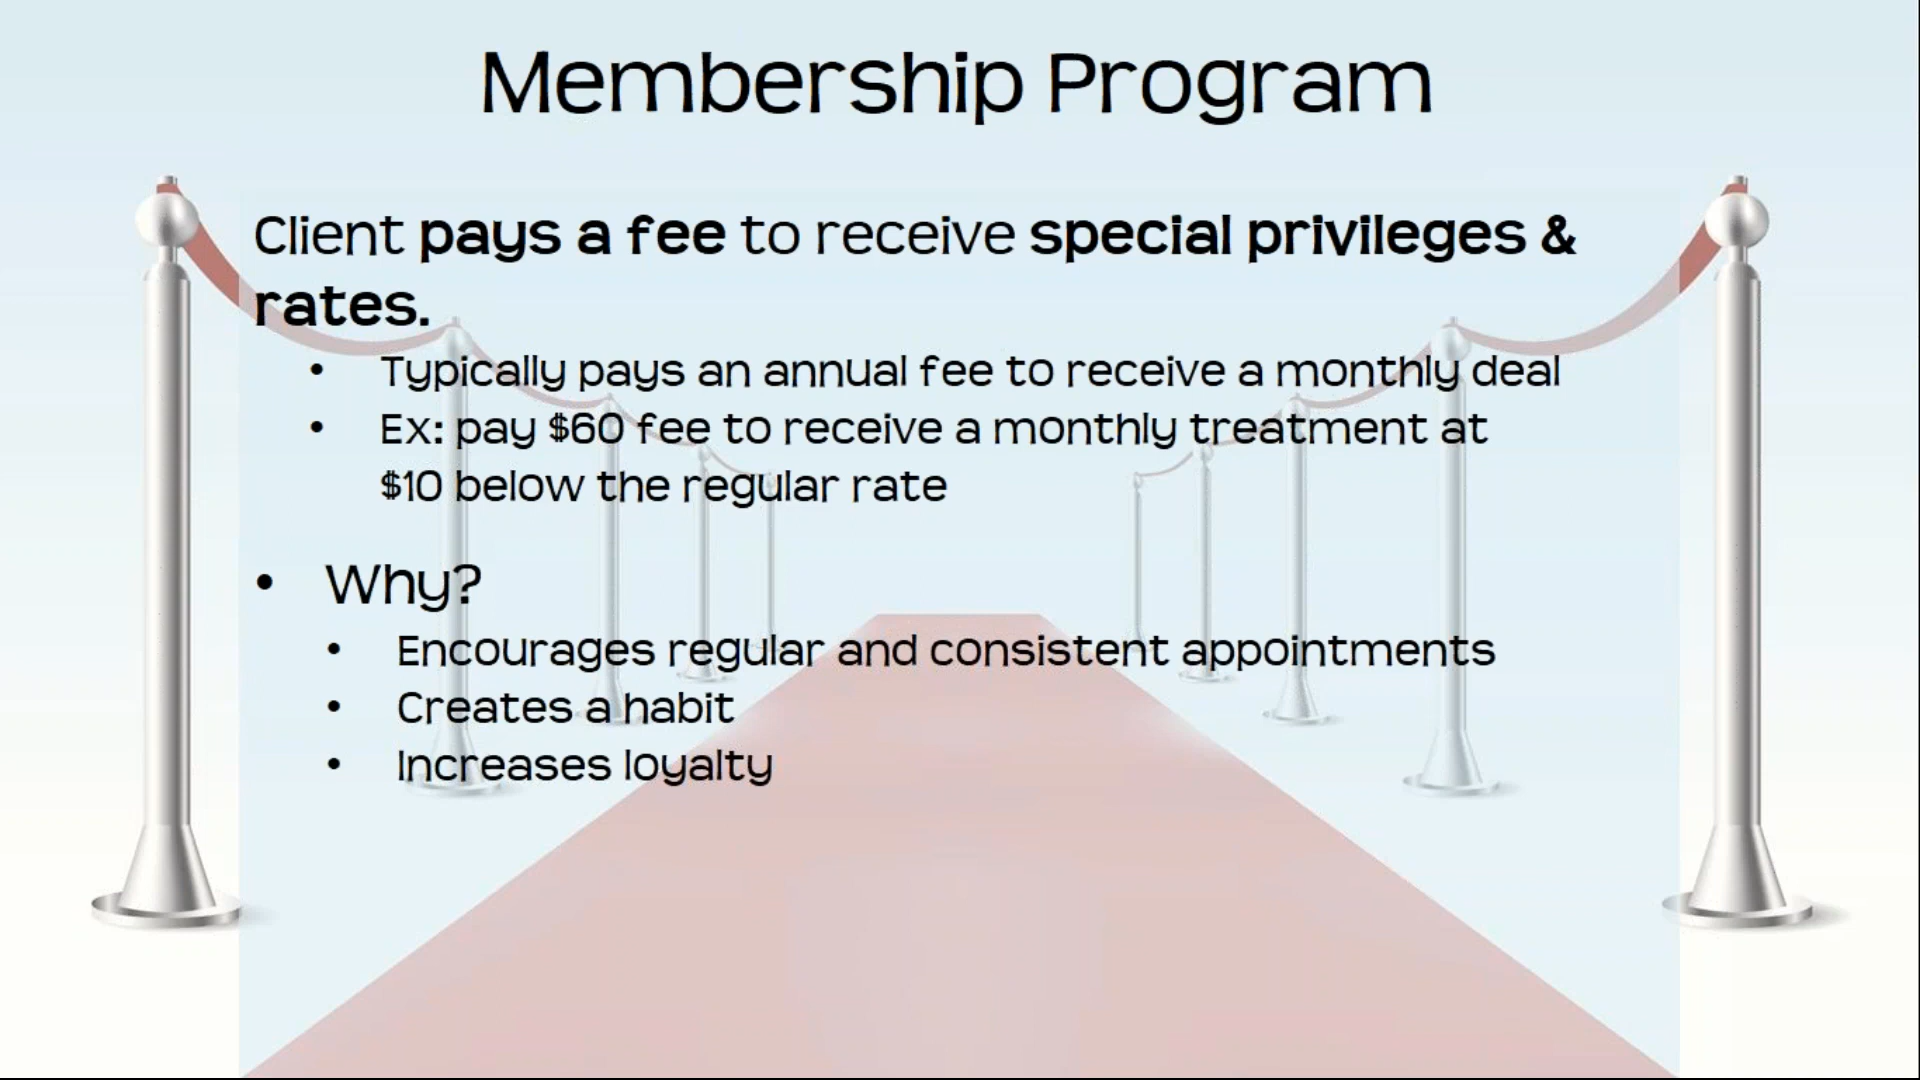 Membership Program
Client pays a fee to receive special privileges &
rates.
• Typically pays an annual fee to receive a monthly deal
• Ex: pay $60 fee to receive a monthly treatment at
$10 below the regular rate
• Why?
• Encourages regular and consistent appointments
• Creates a habit
• Increases loyalty